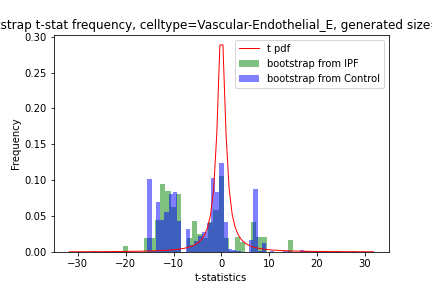 strap t-stat frequency, celltype=Vascular-Endothelial_E, generated size=
0.30
0.25
0.20
0.15
0.10
0.05
0.00
Frequency
t pdf
bootstrap from IPF
bootstrap from Control
−30
−20
−10
0
10
20
30
t-statistics